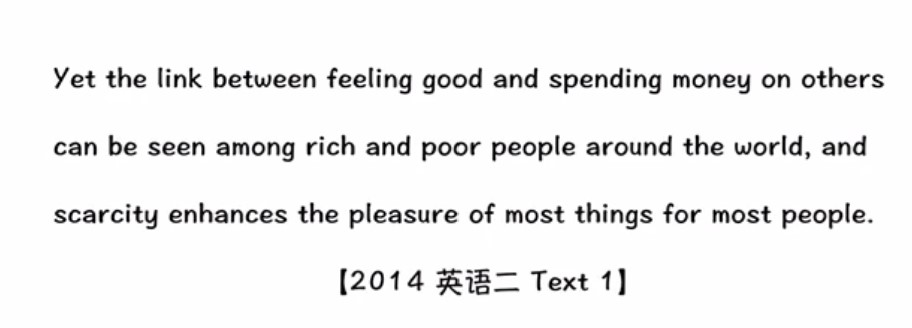 Yet the link between feeling good and spending money on others
can be seen among rich and poor people around the world, and
scarcity enhances the pleasure of most things for most people.
【2014 英语二 Text 1】